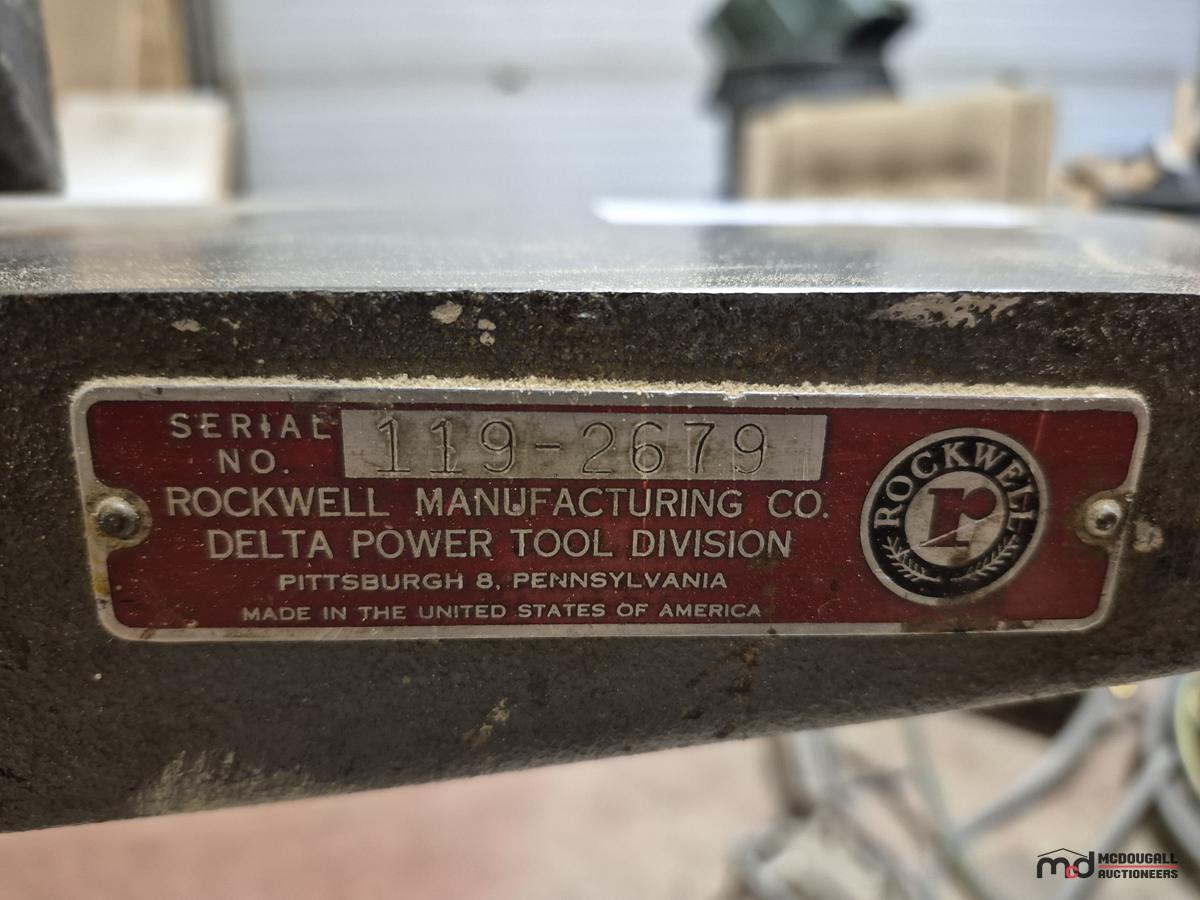 SERIAL 119-2679
NO.
ROCKWELL MANUFACTURING CO.
DELTA POWER TOOL DIVISION
PITTSBURGH 8, PENNSYLVANIA
MADE IN THE UNITED STATES OF AMERICA
ROCKWELL
r
mcd MCDOUGALL
AUCTIONEERS